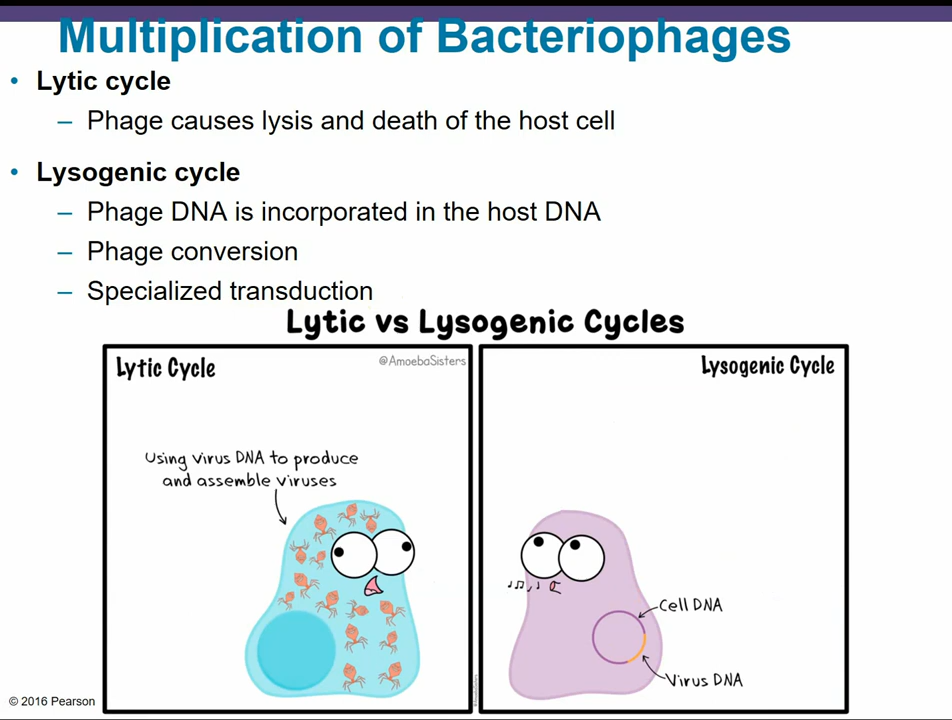 Multiplication of Bacteriophages
• Lytic cycle
– Phage causes lysis and death of the host cell
• Lysogenic cycle
– Phage DNA is incorporated in the host DNA
– Phage conversion
– Specialized transduction
Lytic vs Lysogenic Cycles
Lytic Cycle
@AmoebaSisters
Using virus DNA to produce
and assemble viruses
Lysogenic Cycle
Cell DNA
Virus DNA
© 2016 Pearson